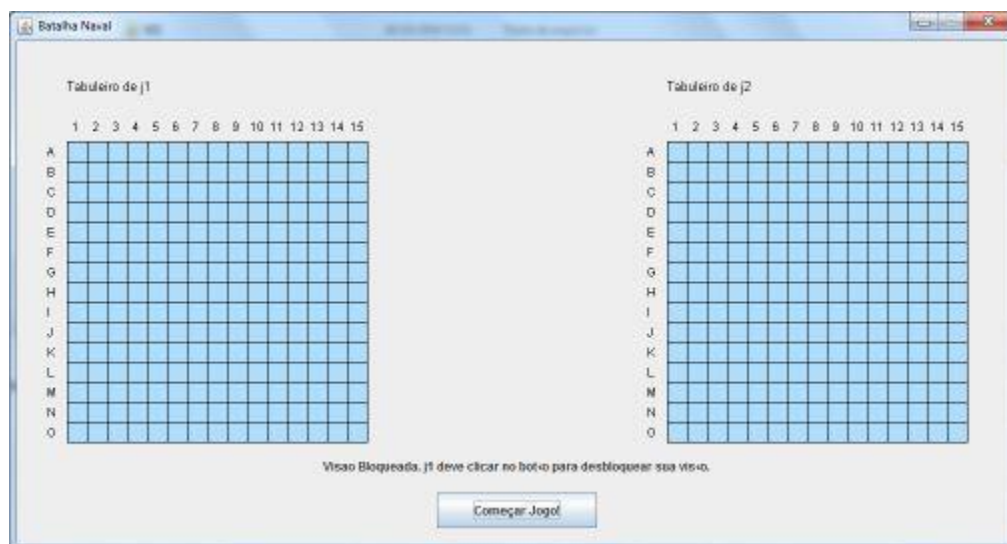 Batalha Naval
Tabuleiro de j1
1 2 3 4 5 6 7 8 9 10 11 12 13 14 15
A
B
C
D
E
F
G
H
I
J
K
L
M
N
O
Tabuleiro de j2
1 2 3 4 5 6 7 8 9 10 11 12 13 14 15
A
B
C
D
E
F
G
H
I
J
K
L
M
N
O
Visao Bloqueada. j1 deve clicar no bot‹o para desbloquear sua vis‹o.
Começar Jogo!